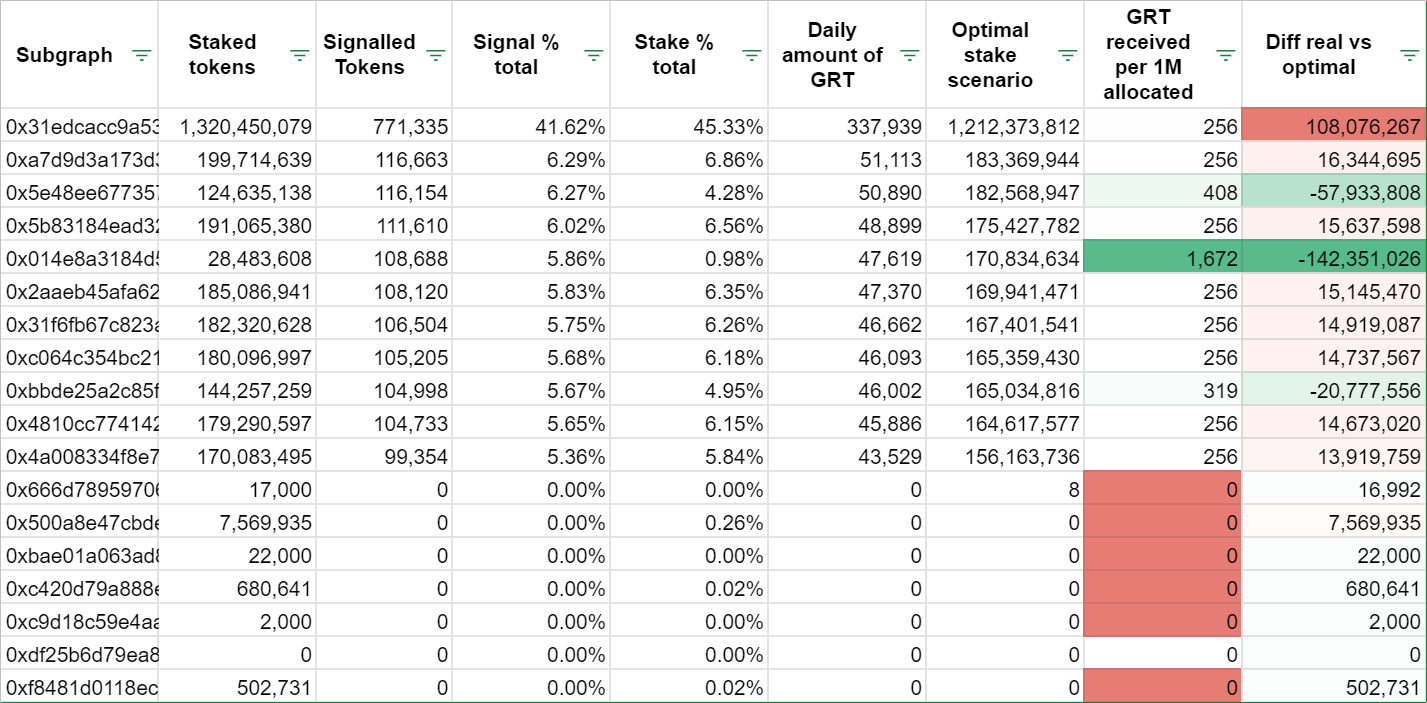 Subgraph Staked tokens Signalled Tokens Signal % total Stake % total Daily amount of GRT Optimal stake scenario GRT received per 1M allocated Diff real vs optimal
0x31edcacc9a53 1,320,450,079 771,335 41.62% 45.33% 337,939 1,212,373,812 256 108,076,267
0xa7d9d3a173d3 199,714,639 116,663 6.29% 6.86% 51,113 183,369,944 256 16,344,695
0x5e48ee677357 124,635,138 116,154 6.27% 4.28% 50,890 182,568,947 408 -57,933,808
0x5b83184ead32 191,065,380 111,610 6.02% 6.56% 48,899 175,427,782 256 15,637,598
0x014e8a3184d5 28,483,608 108,688 5.86% 0.98% 47,619 170,834,634 1,672 -142,351,026
0x2aaeb45afa62 185,086,941 108,120 5.83% 6.35% 47,370 169,941,471 256 15,145,470
0x31f6fb67c823a 182,320,628 106,504 5.75% 6.26% 46,662 167,401,541 256 14,919,087
0xc064c354bc21 180,096,997 105,205 5.68% 6.18% 46,093 165,359,430 256 14,737,567
0xbbde25a2c85f 144,257,259 104,998 5.67% 4.95% 46,002 165,034,816 319 -20,777,556
0x4810cc774142 179,290,597 104,733 5.65% 6.15% 45,886 164,617,577 256 14,673,020
0x4a008334f8e7 170,083,495 99,354 5.36% 5.84% 43,529 156,163,736 256 13,919,759
0x666d78959706 17,000 0 0.00% 0.00% 0 8 0 16,992
0x500a8e47cbde 7,569,935 0 0.00% 0.26% 0 0 0 7,569,935
0xbae01a063ad8 22,000 0 0.00% 0.00% 0 0 0 22,000
0xc420d79a888e 680,641 0 0.00% 0.02% 0 0 0 680,641
0xc9d18c59e4aa 2,000 0 0.00% 0.00% 0 0 0 2,000
0xdf25b6d79ea8 0 0 0.00% 0.00% 0 0 0 0
0xf8481d0118ec 502,731 0 0.00% 0.02% 0 0 0 502,731